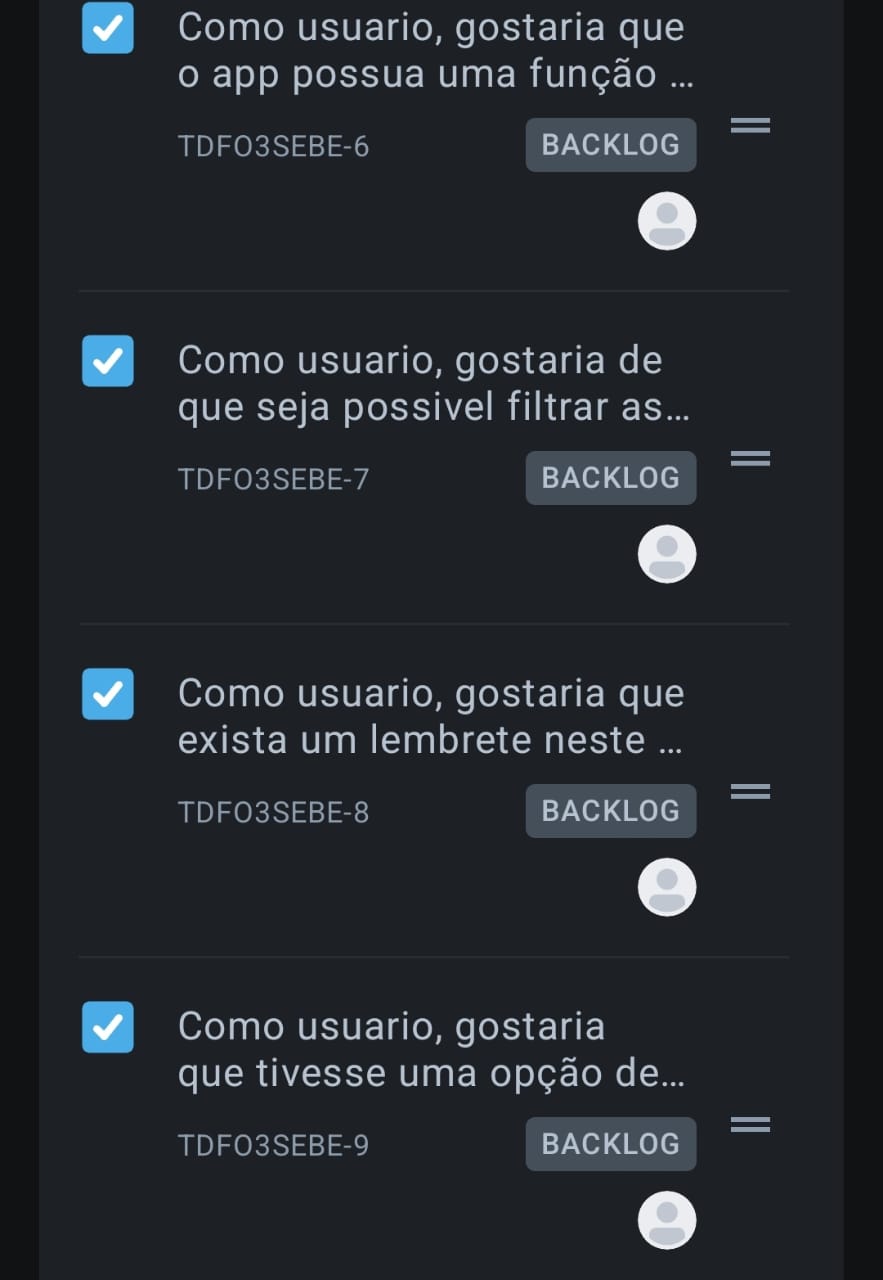 Como usuario, gostaria que
o app possua uma função ...
TDFO3SEBE-6
BACKLOG
Como usuario, gostaria de
que seja possivel filtrar as...
TDFO3SEBE-7
BACKLOG
Como usuario, gostaria que
exista um lembrete neste ...
TDFO3SEBE-8
BACKLOG
Como usuario, gostaria
que tivesse uma opção de...
TDFO3SEBE-9
BACKLOG